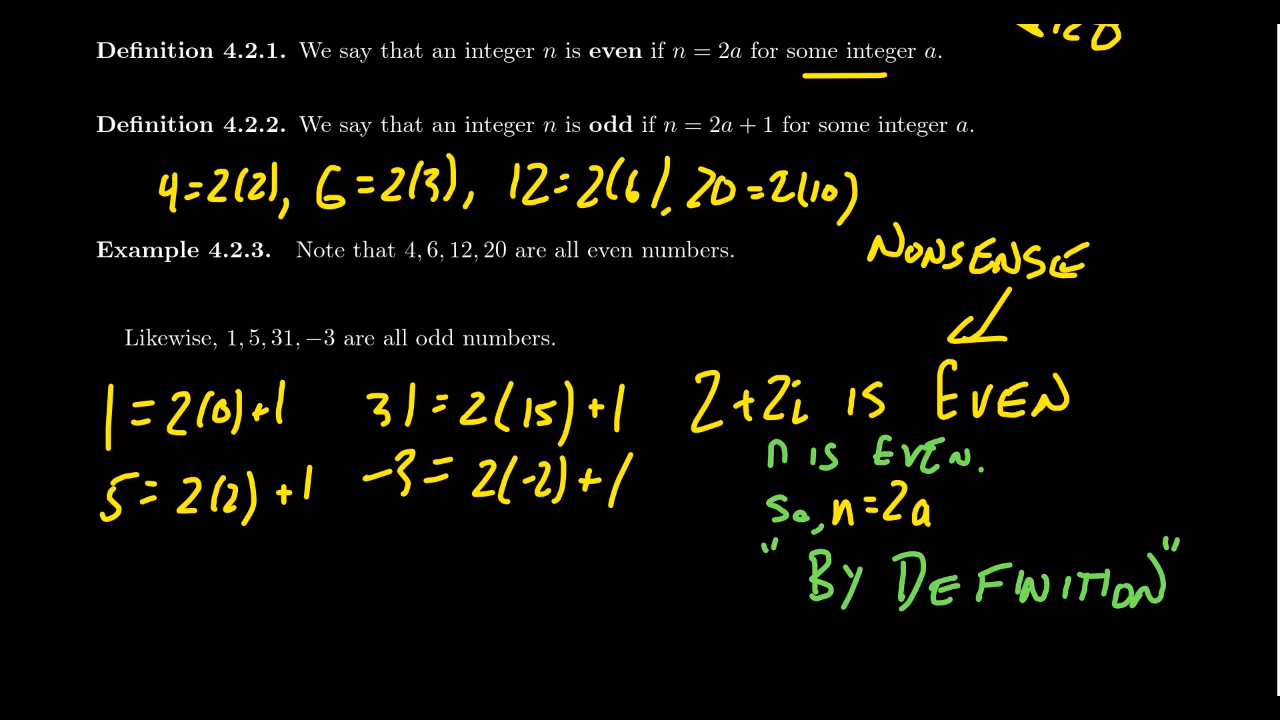 Definition 4.2.1. We say that an integer n is even if n = 2a for some integer a.
Definition 4.2.2. We say that an integer n is odd if n = 2a + 1 for some integer a.
4=2(2), 6=2(3), 12=2(6), 20=2(10)
Example 4.2.3. Note that 4, 6, 12, 20 are all even numbers.
NONSENSE
Likewise, 1, 5, 31, −3 are all odd numbers.
1=2(0)+1 31=2(15)+1 2+2i IS EVEN
n IS EVEN.
5=2(2)+1 -3=2(-2)+1
So, n=2a
"BY DEFINITION"